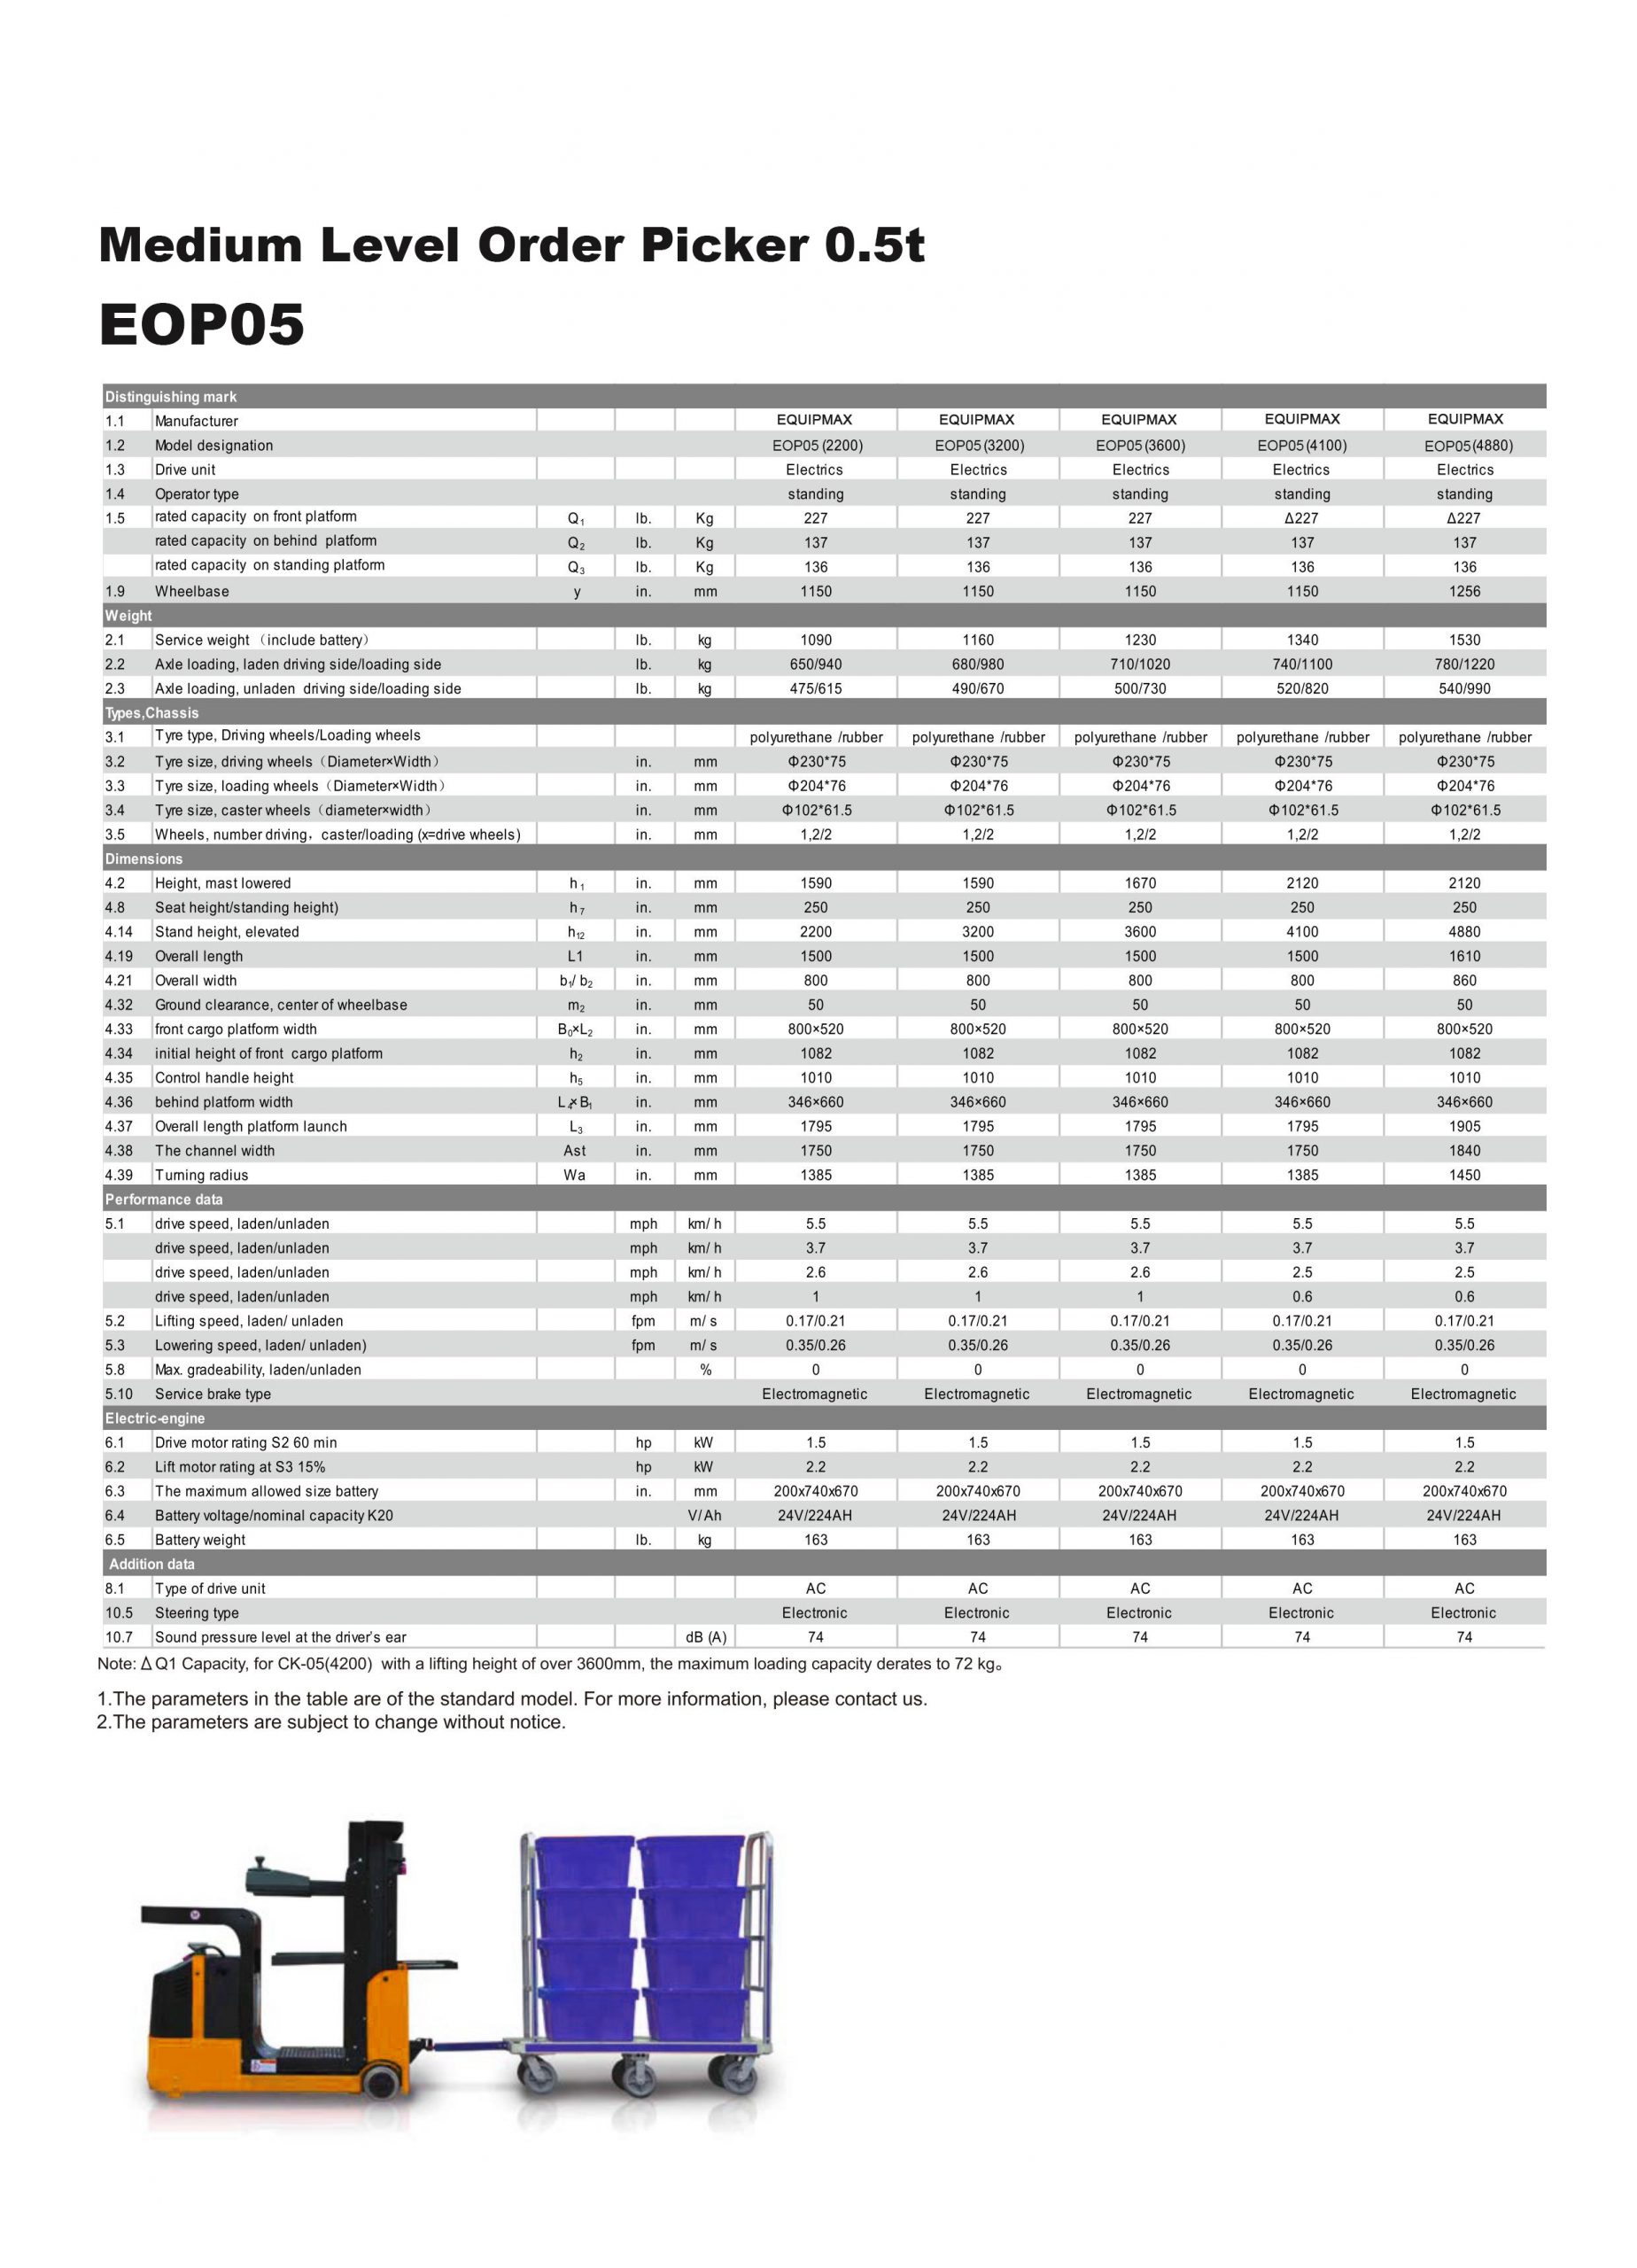 Medium Level Order Picker 0.5t
EOP05
Distinguishing mark
1.1 Manufacturer EQUIPMAX EQUIPMAX EQUIPMAX EQUIPMAX EQUIPMAX
1.2 Model designation EOP05(2200) EOP05(3200) EOP05(3600) EOP05(4100) EOP05(4880)
1.3 Drive unit Electrics Electrics Electrics Electrics Electrics
1.4 Operator type standing standing standing standing standing
1.5 rated capacity on front platform Q₁ lb. Kg 227 227 227 Δ227 Δ227
rated capacity on behind platform Q₂ lb. Kg 137 137 137 137 137
rated capacity on standing platform Q₃ lb. Kg 136 136 136 136 136
1.9 Wheelbase y in. mm 1150 1150 1150 1150 1256
Weight
2.1 Service weight（include battery） lb. kg 1090 1160 1230 1340 1530
2.2 Axle loading, laden driving side/loading side lb. kg 650/940 680/980 710/1020 740/1100 780/1220
2.3 Axle loading, unladen driving side/loading side lb. kg 475/615 490/670 500/730 520/820 540/990
Types,Chassis
3.1 Tyre type, Driving wheels/Loading wheels polyurethane /rubber polyurethane /rubber polyurethane /rubber polyurethane /rubber polyurethane /rubber
3.2 Tyre size, driving wheels（Diameter×Width） in. mm Φ230*75 Φ230*75 Φ230*75 Φ230*75 Φ230*75
3.3 Tyre size, loading wheels（Diameter×Width） in. mm Φ204*76 Φ204*76 Φ204*76 Φ204*76 Φ204*76
3.4 Tyre size, caster wheels（diameter×width） in. mm Φ102*61.5 Φ102*61.5 Φ102*61.5 Φ102*61.5 Φ102*61.5
3.5 Wheels, number driving，caster/loading (x=drive wheels) in. mm 1,2/2 1,2/2 1,2/2 1,2/2 1,2/2
Dimensions
4.2 Height, mast lowered h₁ in. mm 1590 1590 1670 2120 2120
4.8 Seat height/standing height) h₇ in. mm 250 250 250 250 250
4.14 Stand height, elevated h₁₂ in. mm 2200 3200 3600 4100 4880
4.19 Overall length L1 in. mm 1500 1500 1500 1500 1610
4.21 Overall width b₁/ b₂ in. mm 800 800 800 800 860
4.32 Ground clearance, center of wheelbase m₂ in. mm 50 50 50 50 50
4.33 front cargo platform width B₀×L₂ in. mm 800×520 800×520 800×520 800×520 800×520
4.34 initial height of front cargo platform h₂ in. mm 1082 1082 1082 1082 1082
4.35 Control handle height h₅ in. mm 1010 1010 1010 1010 1010
4.36 behind platform width L₄×B₁ in. mm 346×660 346×660 346×660 346×660 346×660
4.37 Overall length platform launch L₃ in. mm 1795 1795 1795 1795 1905
4.38 The channel width Ast in. mm 1750 1750 1750 1750 1840
4.39 Turning radius Wa in. mm 1385 1385 1385 1385 1450
Performance data
5.1 drive speed, laden/unladen mph km/ h 5.5 5.5 5.5 5.5 5.5
drive speed, laden/unladen mph km/ h 3.7 3.7 3.7 3.7 3.7
drive speed, laden/unladen mph km/ h 2.6 2.6 2.6 2.5 2.5
drive speed, laden/unladen mph km/ h 1 1 1 0.6 0.6
5.2 Lifting speed, laden/ unladen fpm m/ s 0.17/0.21 0.17/0.21 0.17/0.21 0.17/0.21 0.17/0.21
5.3 Lowering speed, laden/ unladen) fpm m/ s 0.35/0.26 0.35/0.26 0.35/0.26 0.35/0.26 0.35/0.26
5.8 Max. gradeability, laden/unladen % 0 0 0 0 0
5.10 Service brake type Electromagnetic Electromagnetic Electromagnetic Electromagnetic Electromagnetic
Electric-engine
6.1 Drive motor rating S2 60 min hp kW 1.5 1.5 1.5 1.5 1.5
6.2 Lift motor rating at S3 15% hp kW 2.2 2.2 2.2 2.2 2.2
6.3 The maximum allowed size battery in. mm 200x740x670 200x740x670 200x740x670 200x740x670 200x740x670
6.4 Battery voltage/nominal capacity K20 V/Ah 24V/224AH 24V/224AH 24V/224AH 24V/224AH 24V/224AH
6.5 Battery weight lb. kg 163 163 163 163 163
Addition data
8.1 Type of drive unit AC AC AC AC AC
10.5 Steering type Electronic Electronic Electronic Electronic Electronic
10.7 Sound pressure level at the driver's ear dB (A) 74 74 74 74 74
Note: Δ Q1 Capacity, for CK-05(4200) with a lifting height of over 3600mm, the maximum loading capacity derates to 72 kg。
1.The parameters in the table are of the standard model. For more information, please contact us.
2.The parameters are subject to change without notice.